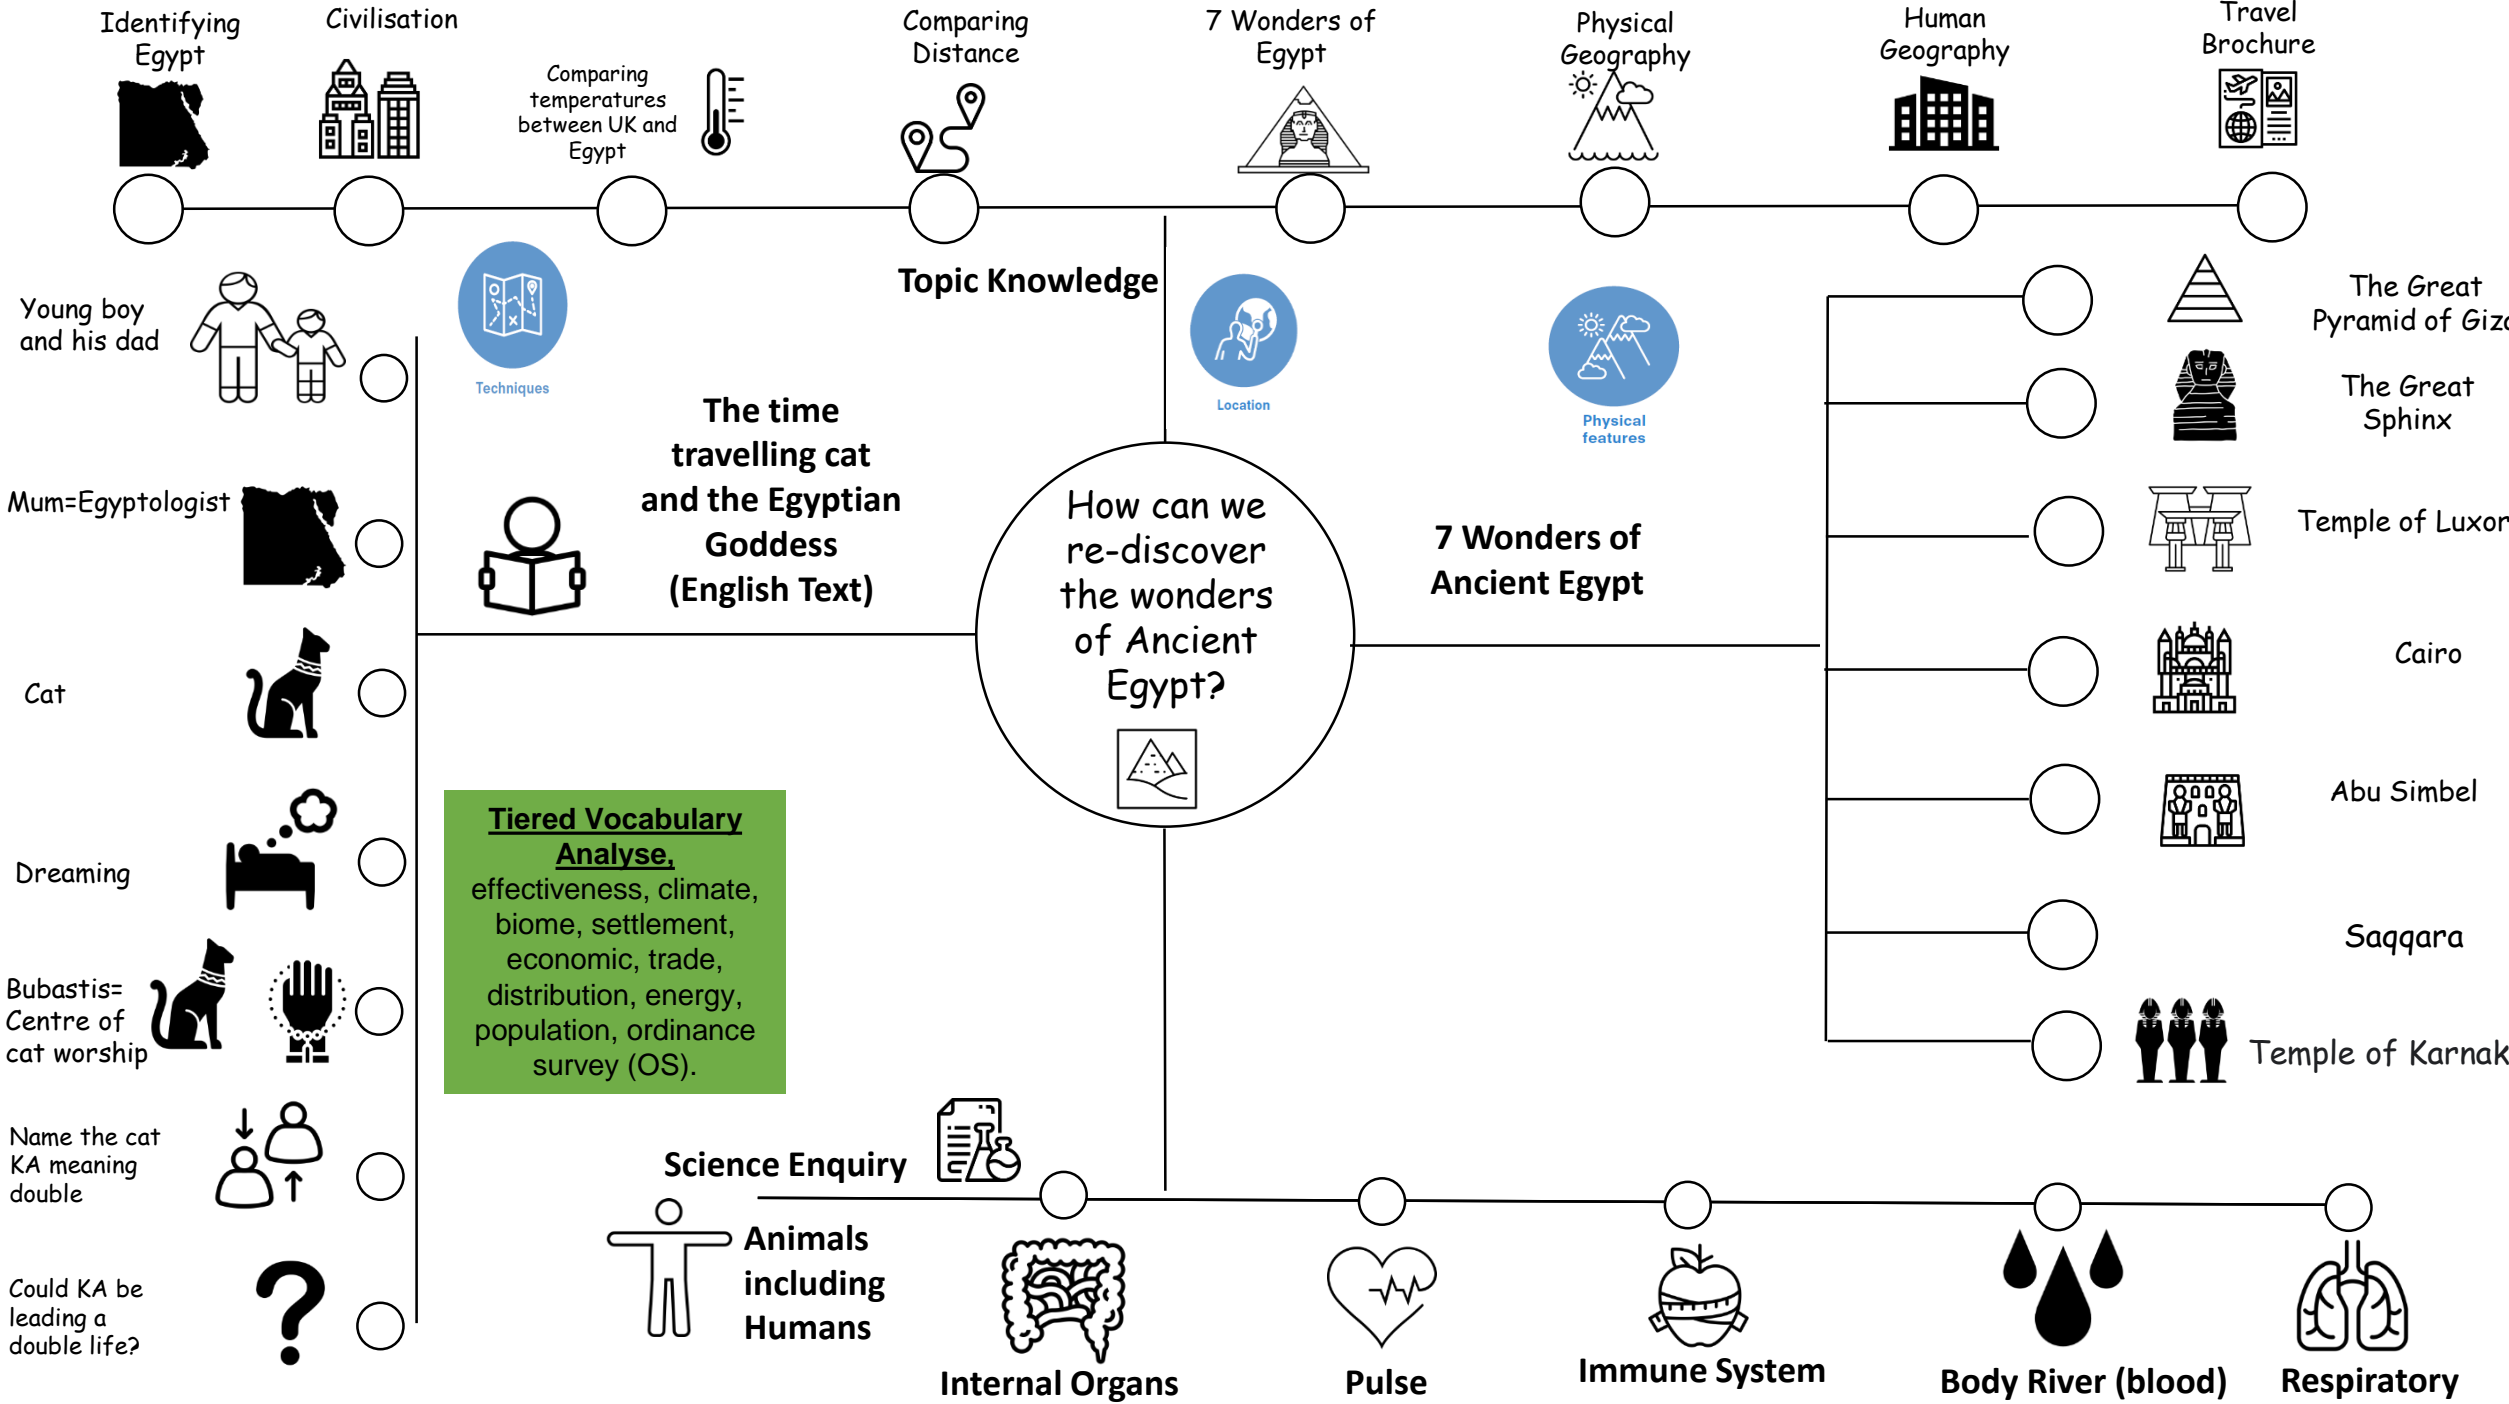 Identifying
Egypt
Civilisation
Comparing
temperatures
between UK and
Egypt
Comparing
Distance
7 Wonders of
Egypt
Physical
Geography
Human
Geography
Travel
Brochure
Topic Knowledge
Techniques
Location
Physical
features
Young boy
and his dad
Mum=Egyptologist
Cat
Dreaming
Bubastis=
Centre of
cat worship
Name the cat
KA meaning
double
Could KA be
leading a
double life?
The time
travelling cat
and the Egyptian
Goddess
(English Text)
How can we
re-discover
the wonders
of Ancient
Egypt?
7 Wonders of
Ancient Egypt
The Great
Pyramid of Giza
The Great
Sphinx
Temple of Luxor
Cairo
Abu Simbel
Saqqara
Temple of Karnak
Tiered Vocabulary
Analyse,
effectiveness, climate,
biome, settlement,
economic, trade,
distribution, energy,
population, ordinance
survey (OS).
Science Enquiry
Animals
including
Humans
Internal Organs
Pulse
Immune System
Body River (blood)
Respiratory